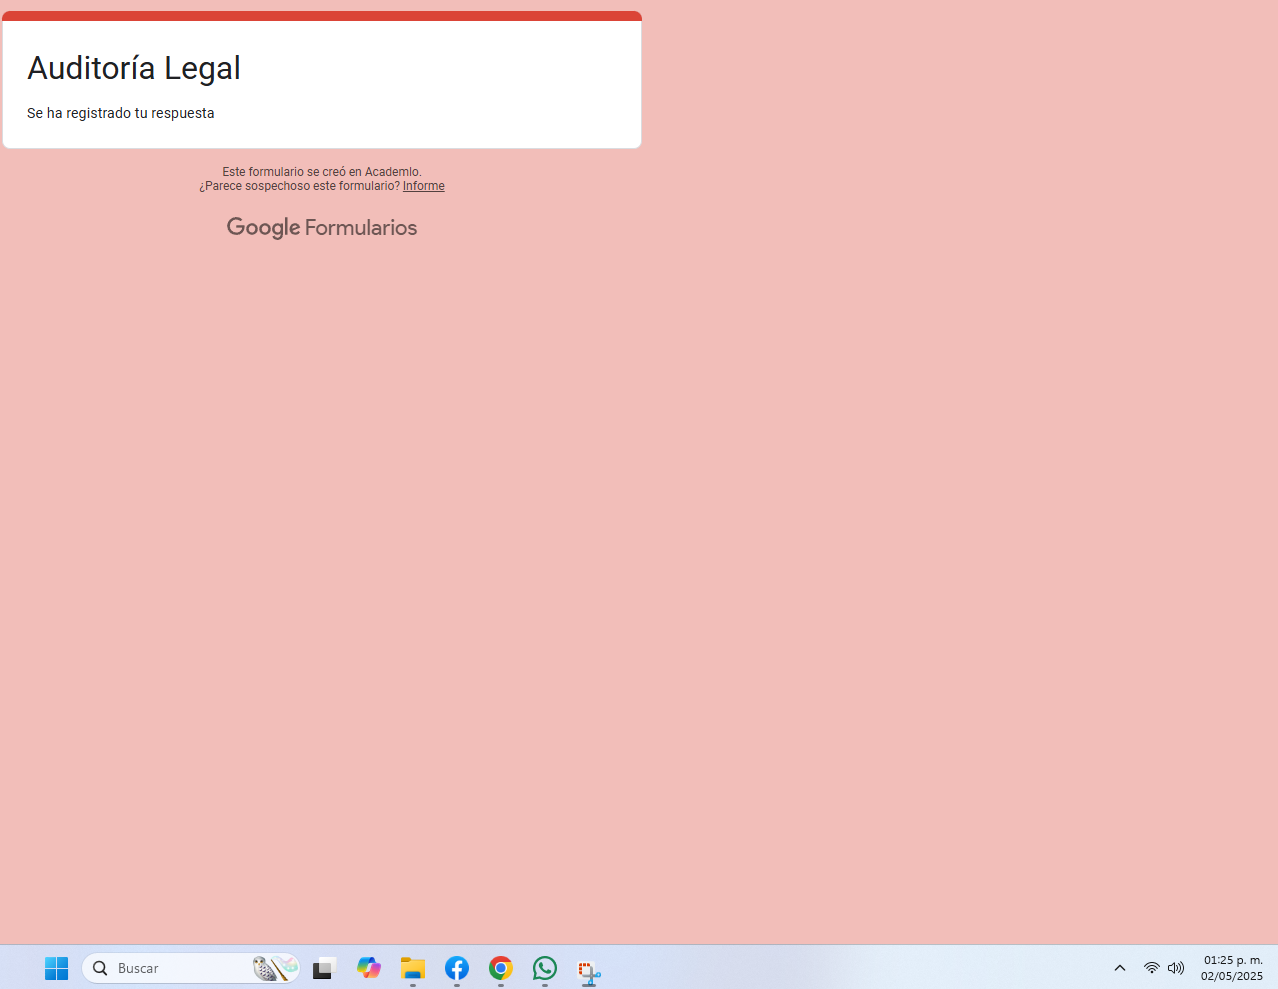 Auditoría Legal
Se ha registrado tu respuesta
Este formulario se creó en Academlo.
¿Parece sospechoso este formulario? Informe
Google Formularios
Buscar
01:25 p. m.
02/05/2025